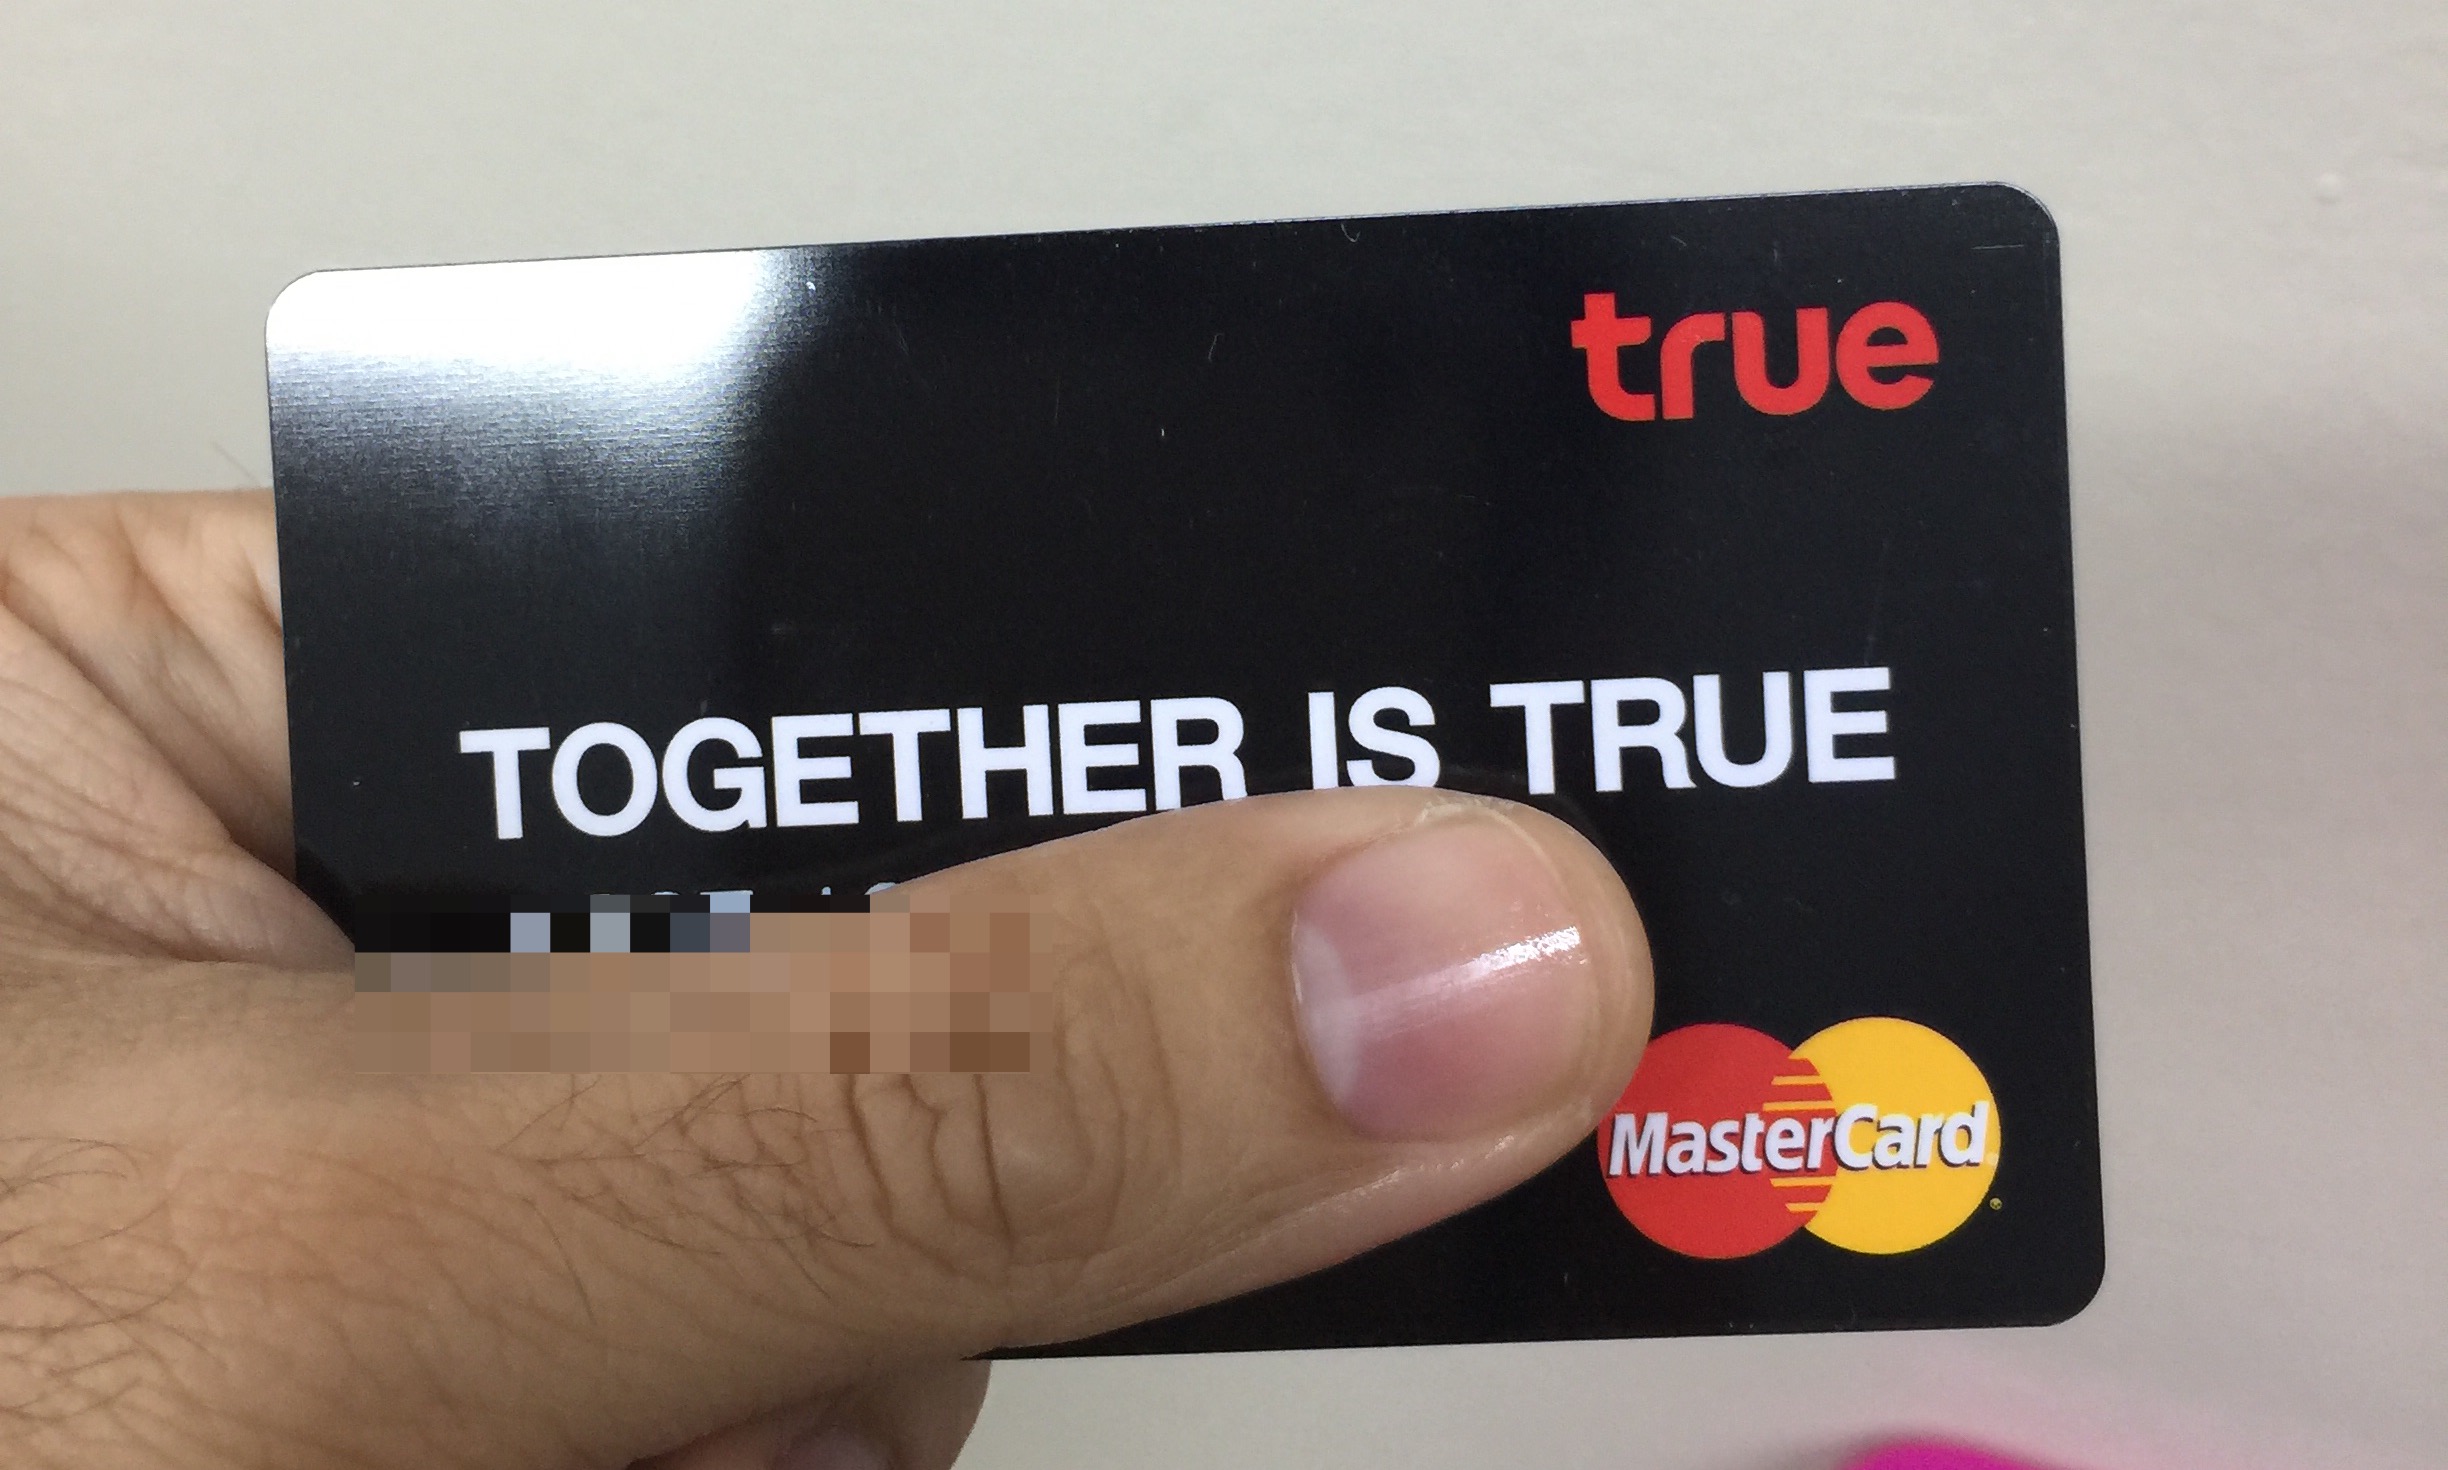 true
TOGETHER IS TRUE
MasterCard